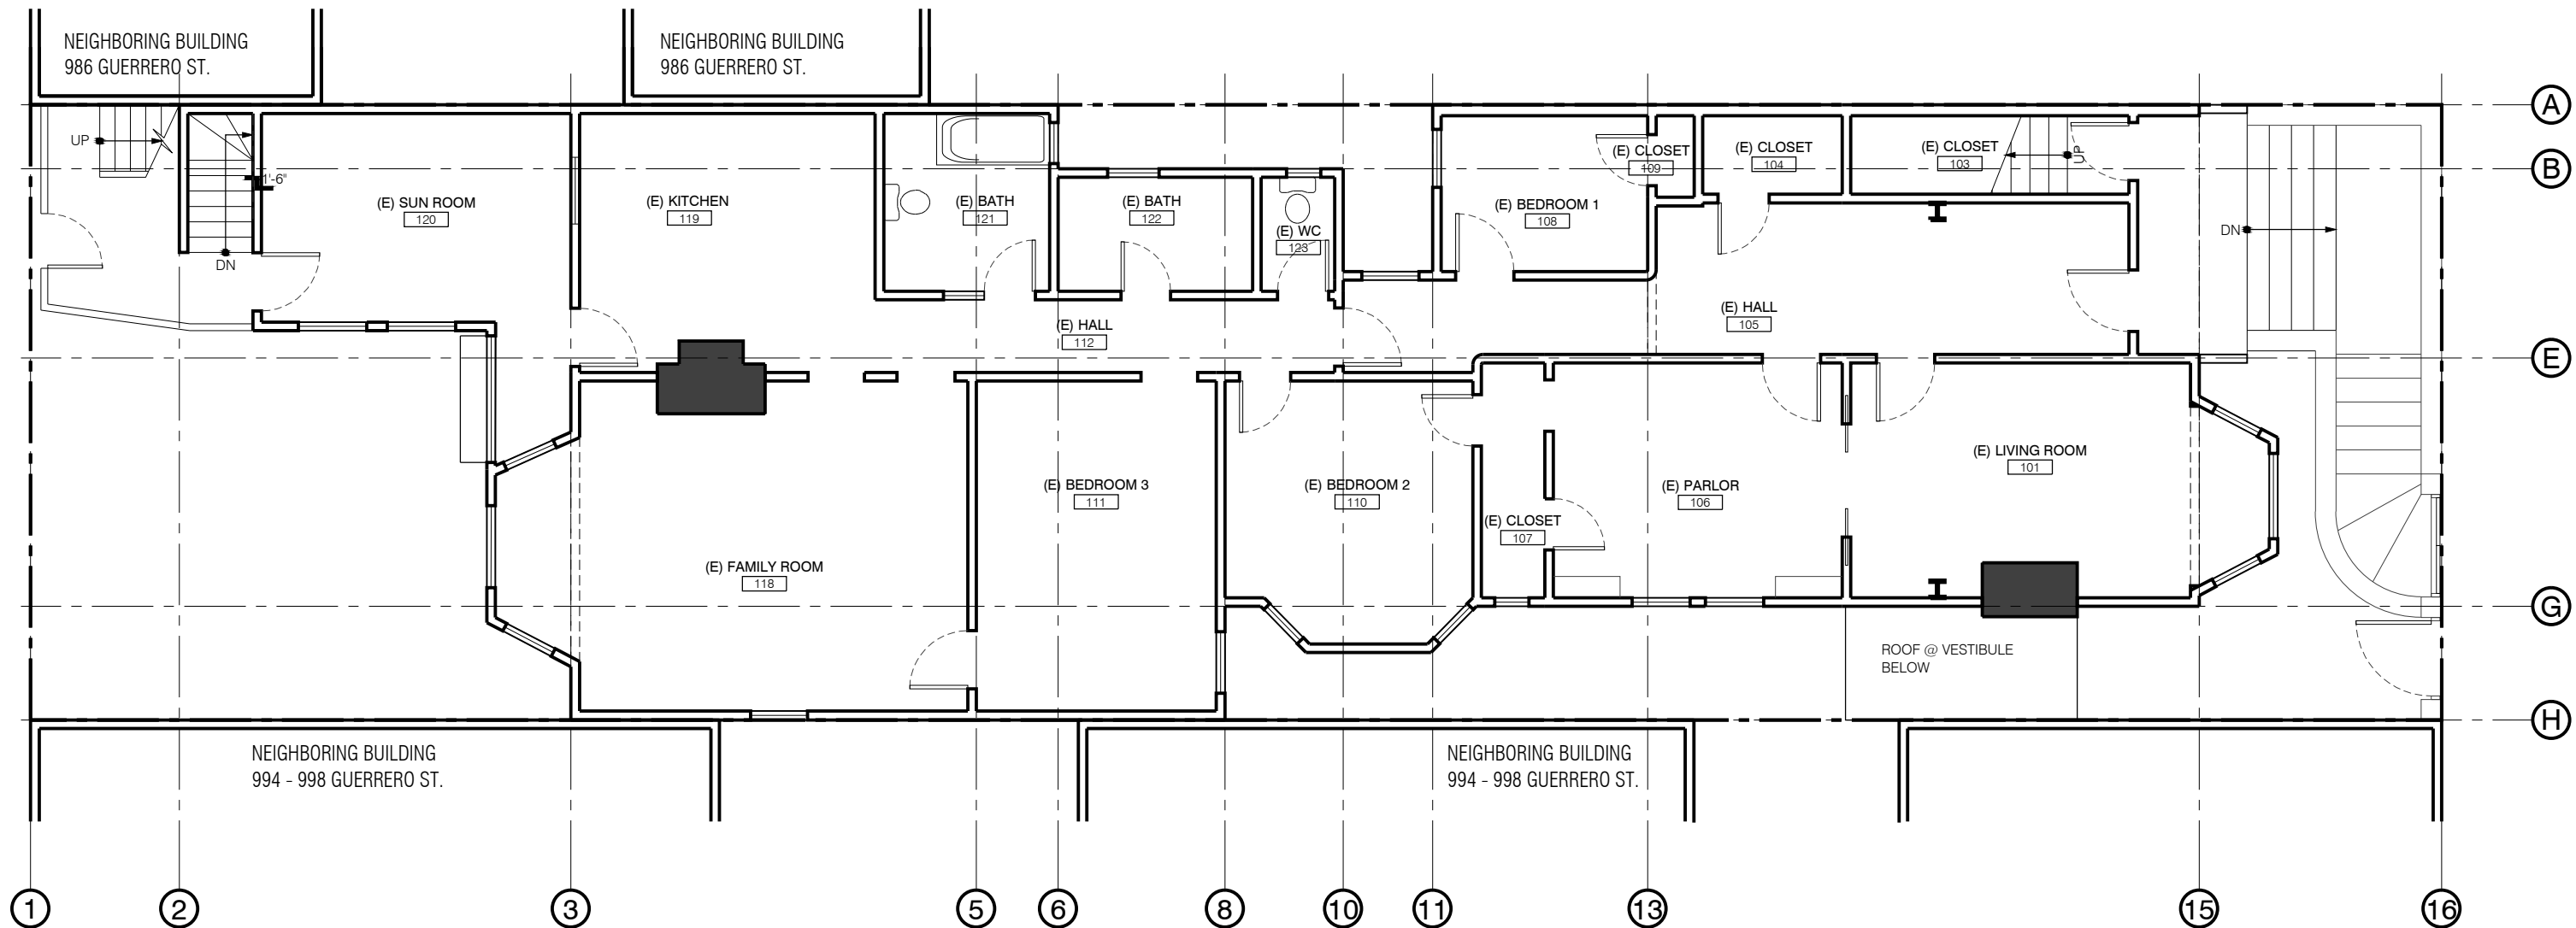 NEIGHBORING BUILDING
986 GUERRERO ST.
NEIGHBORING BUILDING
986 GUERRERO ST.
A
UP
(E) CLOSET
109
(E) CLOSET
104
(E) CLOSET
103
UP
B
1'-6"
(E) SUN ROOM
120
(E) KITCHEN
119
(E) BATH
121
(E) BATH
122
(E) WC
123
(E) BEDROOM 1
108
DN
DN
(E) HALL
112
(E) HALL
105
E
(E) LIVING ROOM
101
(E) BEDROOM 3
111
(E) BEDROOM 2
110
(E) PARLOR
106
(E) CLOSET
107
(E) FAMILY ROOM
118
G
ROOF @ VESTIBULE
BELOW
H
NEIGHBORING BUILDING
994 - 998 GUERRERO ST.
NEIGHBORING BUILDING
994 - 998 GUERRERO ST.
1
2
3
5
6
8
10
11
13
15
16